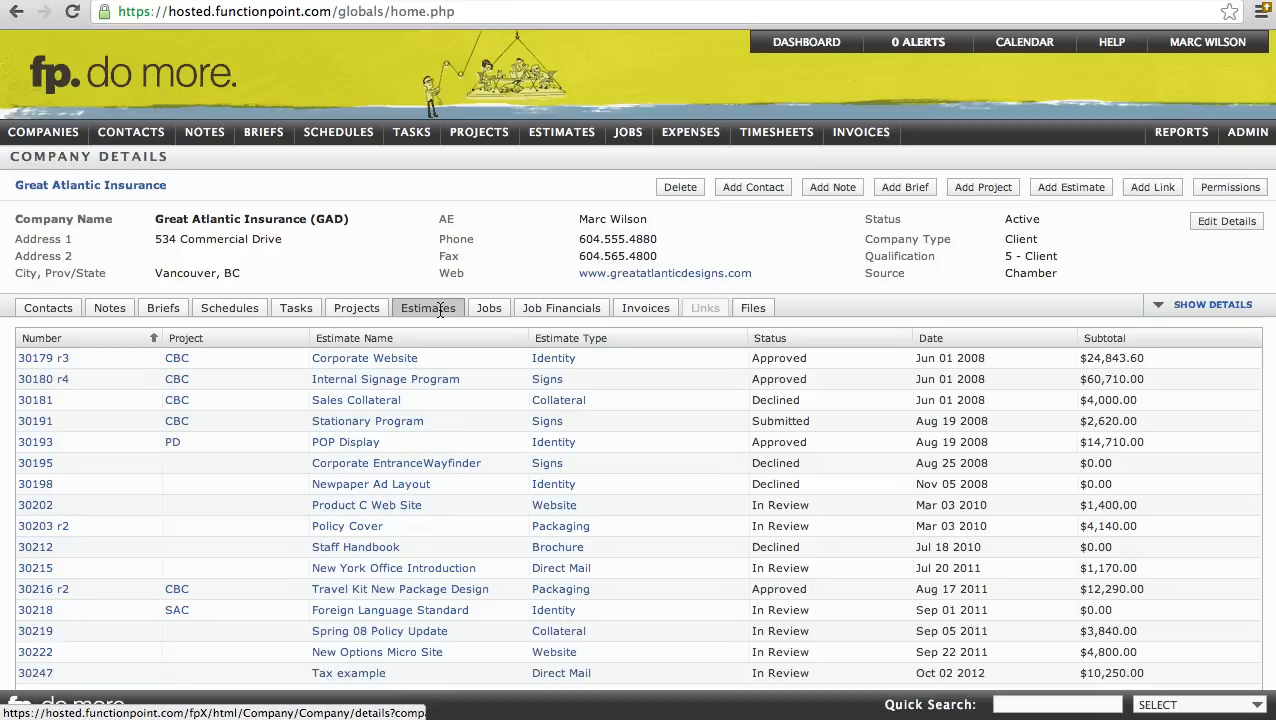 https://hosted.functionpoint.com/globals/home.php
fp. do more.
DASHBOARD 0 ALERTS CALENDAR HELP MARC WILSON
COMPANIES CONTACTS NOTES BRIEFS SCHEDULES TASKS PROJECTS ESTIMATES JOBS EXPENSES TIMESHEETS INVOICES REPORTS ADMIN
COMPANY DETAILS
Great Atlantic Insurance Delete Add Contact Add Note Add Brief Add Project Add Estimate Add Link Permissions
Company Name Great Atlantic Insurance (GAD) AE Marc Wilson Status Active Edit Details
Address 1 534 Commercial Drive Phone 604.555.4880 Company Type Client
Address 2 Fax 604.565.4800 Qualification 5 - Client
City, Prov/State Vancouver, BC Web www.greatatlanticdesigns.com Source Chamber
Contacts Notes Briefs Schedules Tasks Projects Estimates Jobs Job Financials Invoices Links Files SHOW DETAILS
Number Project Estimate Name Estimate Type Status Date Subtotal
30179 r3 CBC Corporate Website Identity Approved Jun 01 2008 $24,843.60
30180 r4 CBC Internal Signage Program Signs Approved Jun 01 2008 $60,710.00
30181 CBC Sales Collateral Collateral Declined Jun 01 2008 $4,000.00
30191 CBC Stationary Program Signs Submitted Aug 19 2008 $2,620.00
30193 PD POP Display Identity Approved Aug 19 2008 $14,710.00
30195 Corporate EntranceWayfinder Signs Declined Aug 25 2008 $0.00
30198 Newpaper Ad Layout Identity Declined Nov 05 2008 $0.00
30202 Product C Web Site Website In Review Mar 03 2010 $1,400.00
30203 r2 Policy Cover Packaging In Review Mar 03 2010 $4,140.00
30212 Staff Handbook Brochure Declined Jul 18 2010 $0.00
30215 New York Office Introduction Direct Mail In Review Jul 20 2011 $1,170.00
30216 r2 CBC Travel Kit New Package Design Packaging Approved Aug 17 2011 $12,290.00
30218 SAC Foreign Language Standard Identity In Review Sep 01 2011 $0.00
30219 Spring 08 Policy Update Collateral In Review Sep 05 2011 $3,840.00
30222 New Options Micro Site Website In Review Sep 22 2011 $4,800.00
30247 Tax example Direct Mail In Review Oct 02 2012 $10,250.00
Quick Search: SELECT
https://hosted.functionpoint.com/fpX/html/Company/Company/details?comp